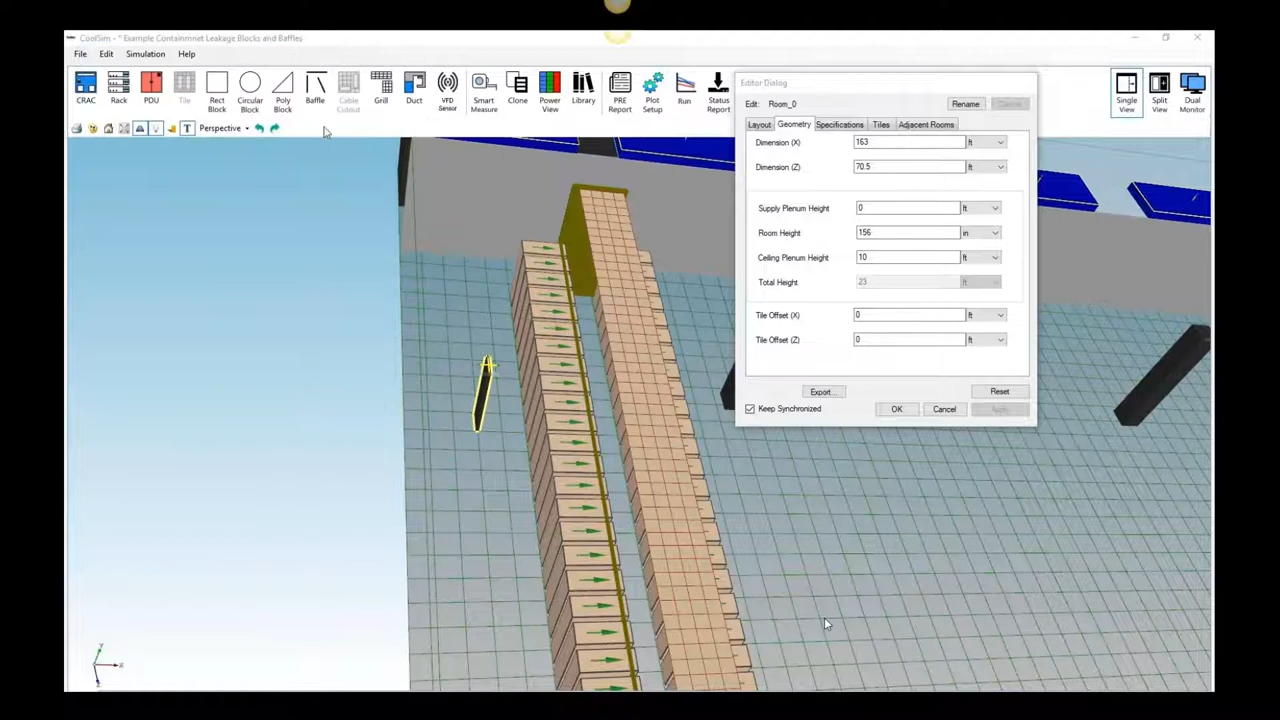 CoolSim - * Example Containmnet Leakage Blocks and Baffles
File Edit Simulation Help
CRAC Rack PDU Tile Rect Block Circular Block Poly Block Baffle Cable Cutout Grill Duct VFD Sensor Smart Measure Clone Power View Library PRE Report Plot Setup Run Status Report Single View Split View Dual Monitor
T Perspective
Editor Dialog
Edit: Room_0 Rename
Layout Geometry Specifications Tiles Adjacent Rooms
Dimension (X) 163 ft
Dimension (Z) 70.5 ft
Supply Plenum Height 0 ft
Room Height 156 in
Ceiling Plenum Height 10 ft
Total Height 23 ft
Tile Offset (X) 0 ft
Tile Offset (Z) 0 ft
Export... Reset
Keep Synchronized OK Cancel Apply
Y
X